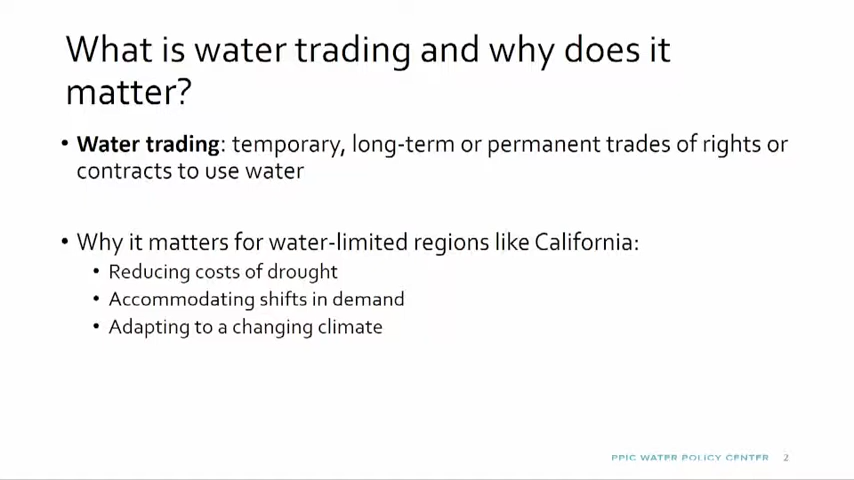 What is water trading and why does it
matter?
• Water trading: temporary, long-term or permanent trades of rights or
contracts to use water
• Why it matters for water-limited regions like California:
• Reducing costs of drought
• Accommodating shifts in demand
• Adapting to a changing climate
PPIC WATER POLICY CENTER 2